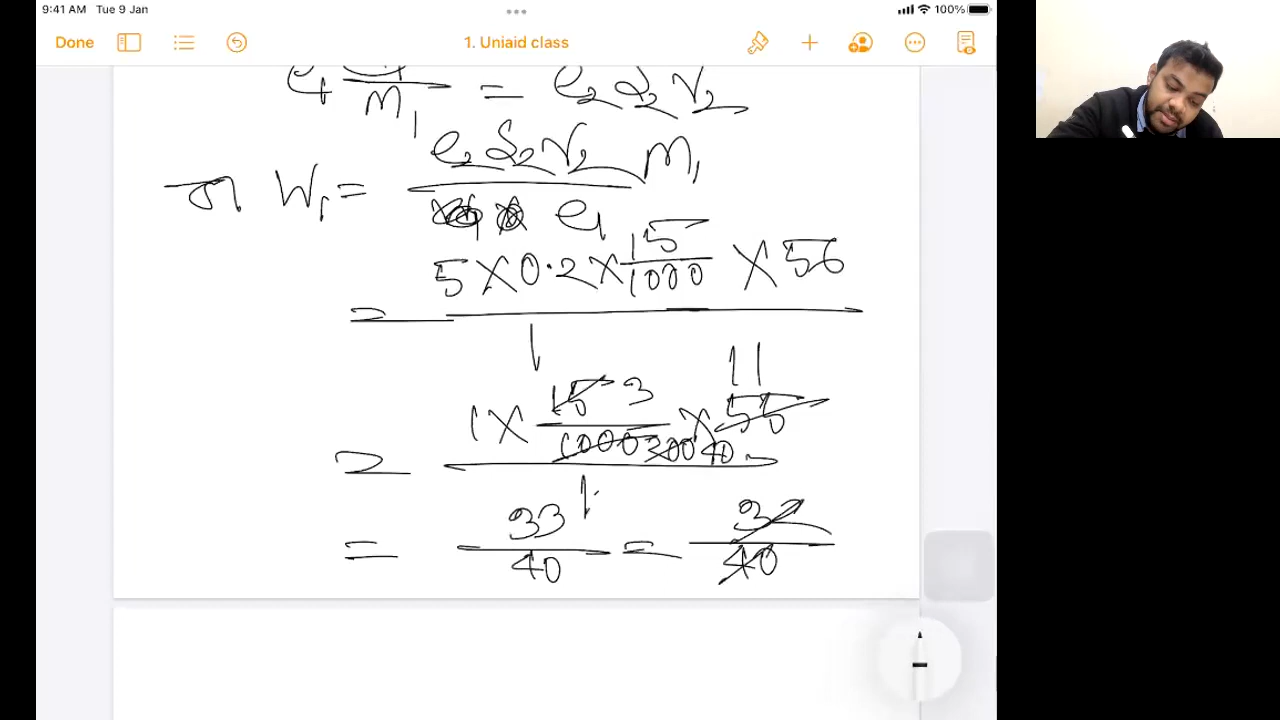 9:41 AM Tue 9 Jan
100%
Done
1. Uniaid class
e₁ / M₁ = e₂ S₂ V₂
বা W₁ = e₂ S₂ V₂ M₁ / e₁
= 5 × 0.2 × 15/1000 × 56 / 1
= 1 × 15 3 / 1000 200 40 × 55 11 / 1
= 33/40 = 32/40